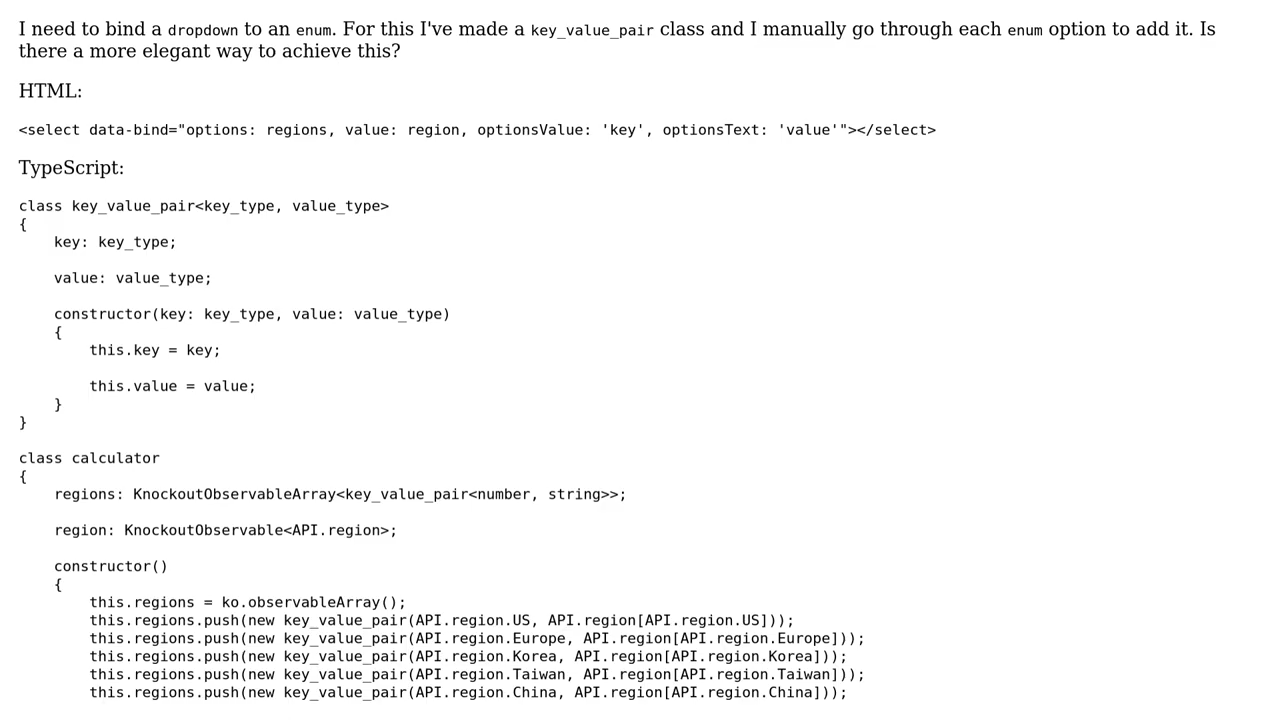 I need to bind a dropdown to an enum. For this I've made a key_value_pair class and I manually go through each enum option to add it. Is
there a more elegant way to achieve this?
HTML:
<select data-bind="options: regions, value: region, optionsValue: 'key', optionsText: 'value'"></select>
TypeScript:
class key_value_pair<key_type, value_type>
{
    key: key_type;
    value: value_type;
    constructor(key: key_type, value: value_type)
    {
        this.key = key;
        this.value = value;
    }
}
class calculator
{
    regions: KnockoutObservableArray<key_value_pair<number, string>>;
    region: KnockoutObservable<API.region>;
    constructor()
    {
        this.regions = ko.observableArray();
        this.regions.push(new key_value_pair(API.region.US, API.region[API.region.US]));
        this.regions.push(new key_value_pair(API.region.Europe, API.region[API.region.Europe]));
        this.regions.push(new key_value_pair(API.region.Korea, API.region[API.region.Korea]));
        this.regions.push(new key_value_pair(API.region.Taiwan, API.region[API.region.Taiwan]));
        this.regions.push(new key_value_pair(API.region.China, API.region[API.region.China]));